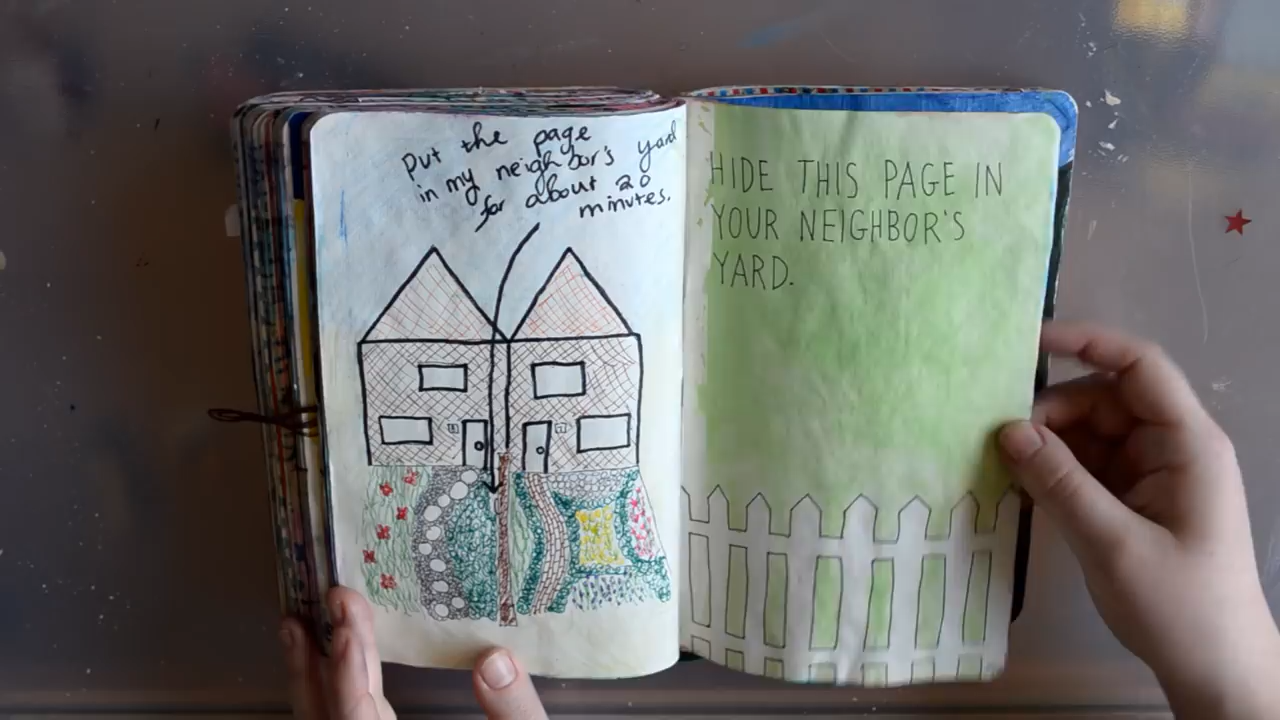 Put the page
in my neighbor's yard
for about 20
minutes.
HIDE THIS PAGE IN
YOUR NEIGHBOR'S
YARD.